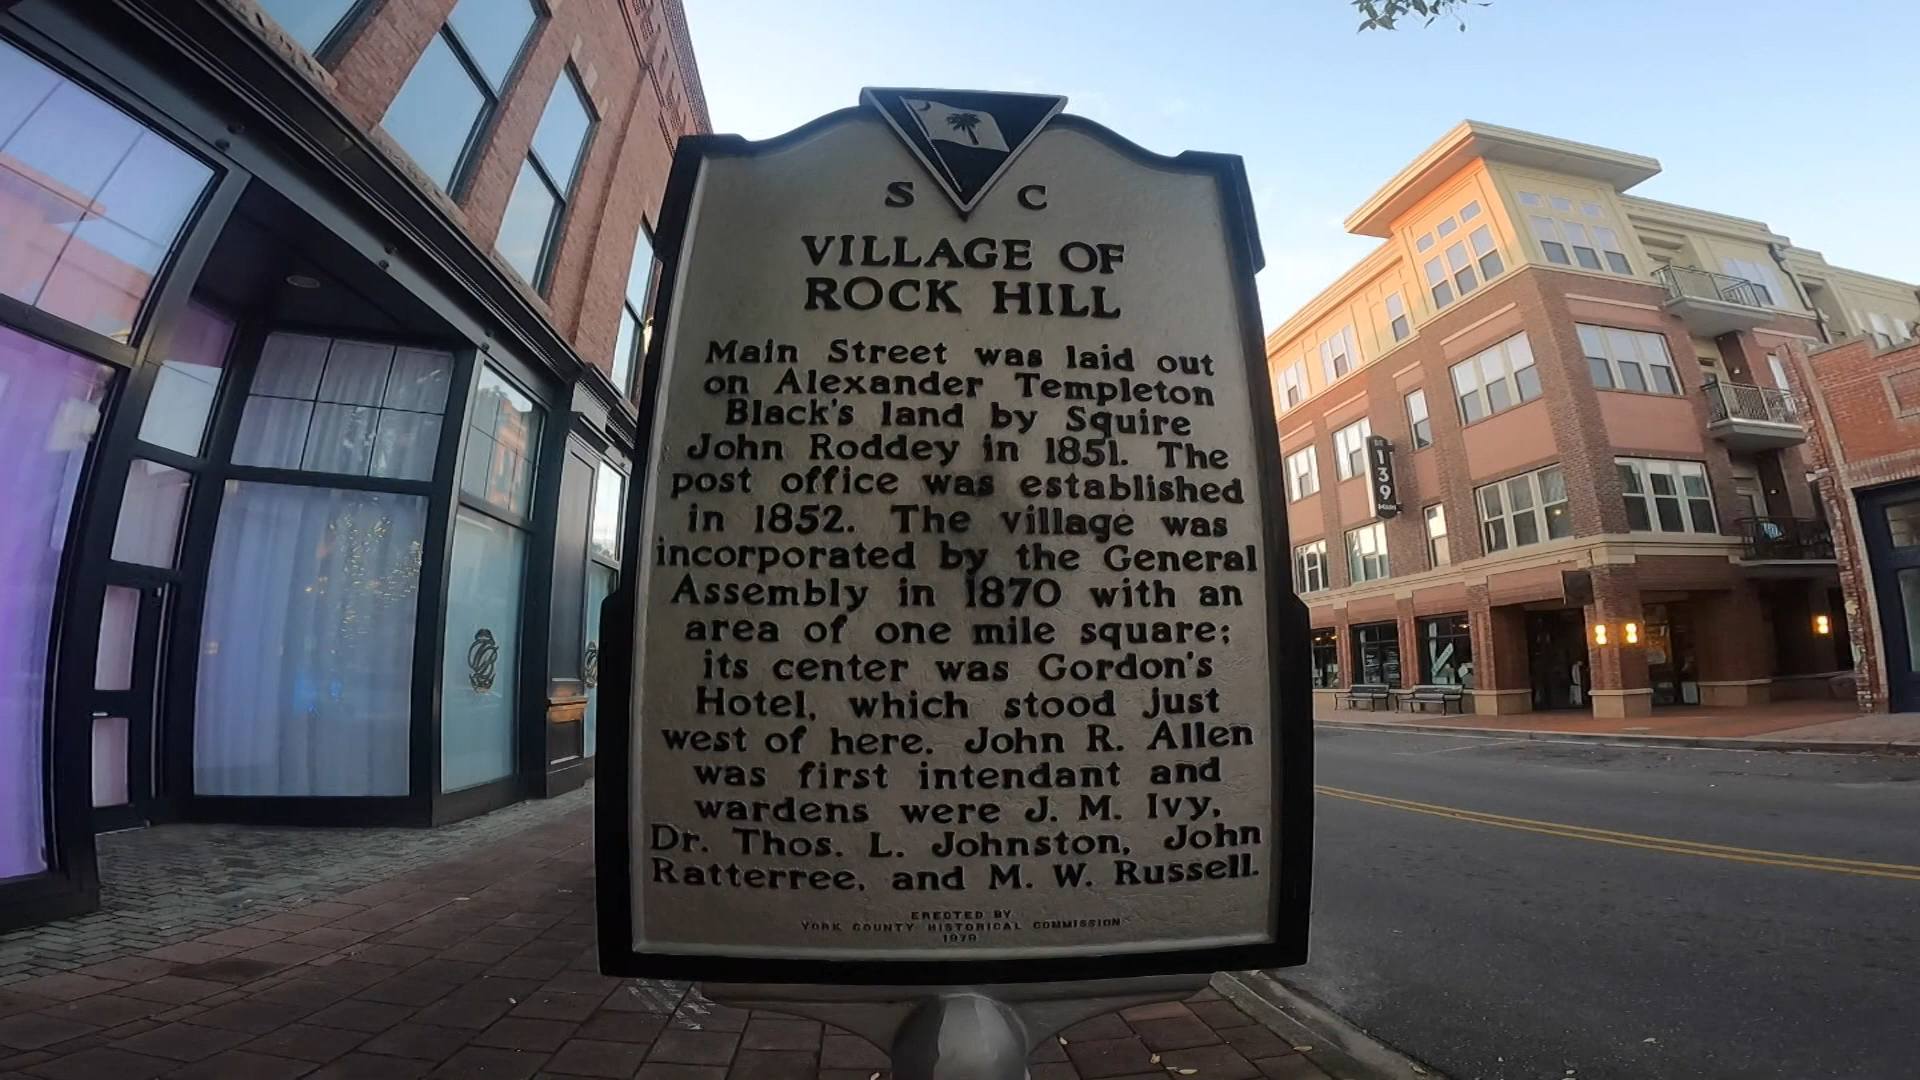 S C
VILLAGE OF
ROCK HILL
Main Street was laid out
on Alexander Templeton
Black's land by Squire
John Roddey in 1851. The
post office was established
in 1852. The village was
incorporated by the General
Assembly in 1870 with an
area of one mile square;
its center was Gordon's
Hotel, which stood just
west of here. John R. Allen
was first intendant and
wardens were J. M. Ivy,
Dr. Thos. L. Johnston, John
Ratterree, and M. W. Russell.
ERECTED BY
YORK COUNTY HISTORICAL COMMISSION
139
MAIN